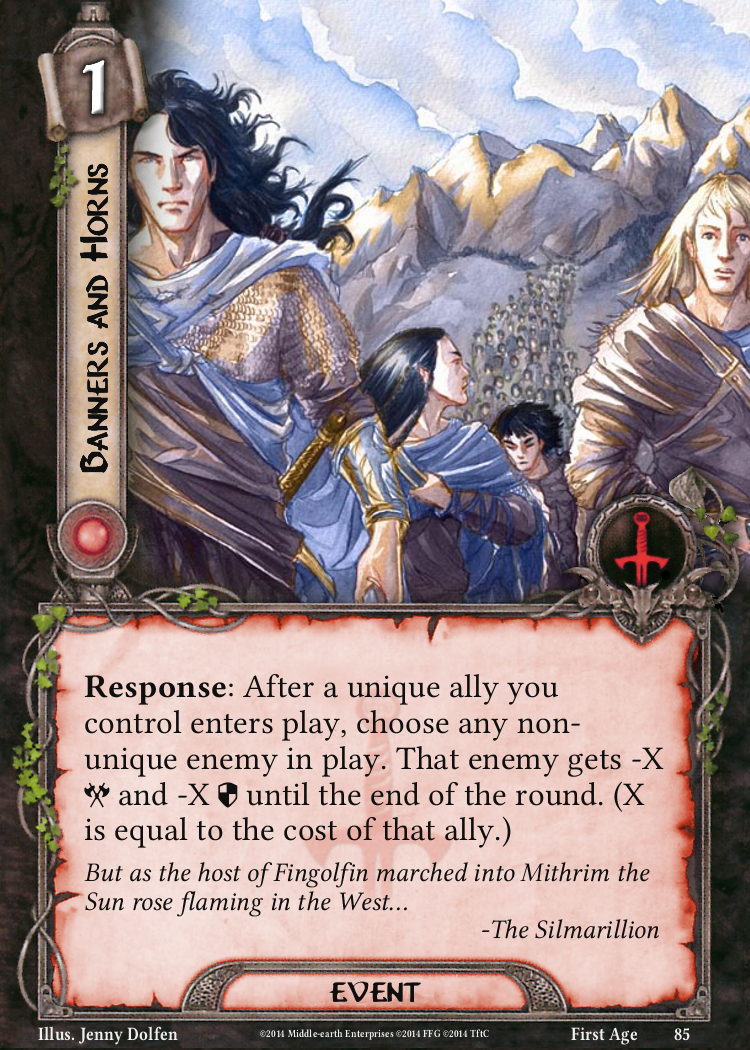 1
BANNERS AND HORNS
Response: After a unique ally you
control enters play, choose any non-
unique enemy in play. That enemy gets -X
and -X until the end of the round. (X
is equal to the cost of that ally.)
But as the host of Fingolfin marched into Mithrim the
Sun rose flaming in the West...
-The Silmarillion
EVENT
Illus. Jenny Dolfen ©2014 Middle-earth Enterprises ©2014 FFG ©2014 TftC First Age 85